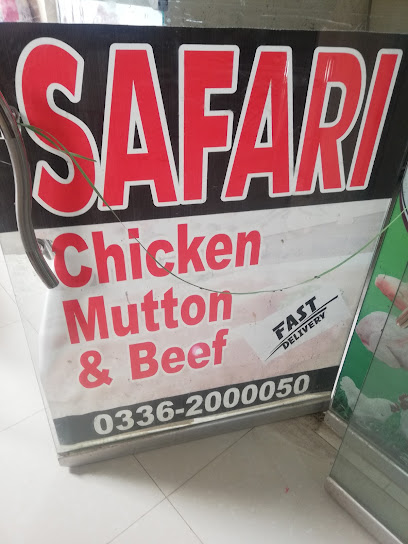 SAFARI
Chicken
Mutton
& Beef
FAST
DELIVERY
0336-2000050